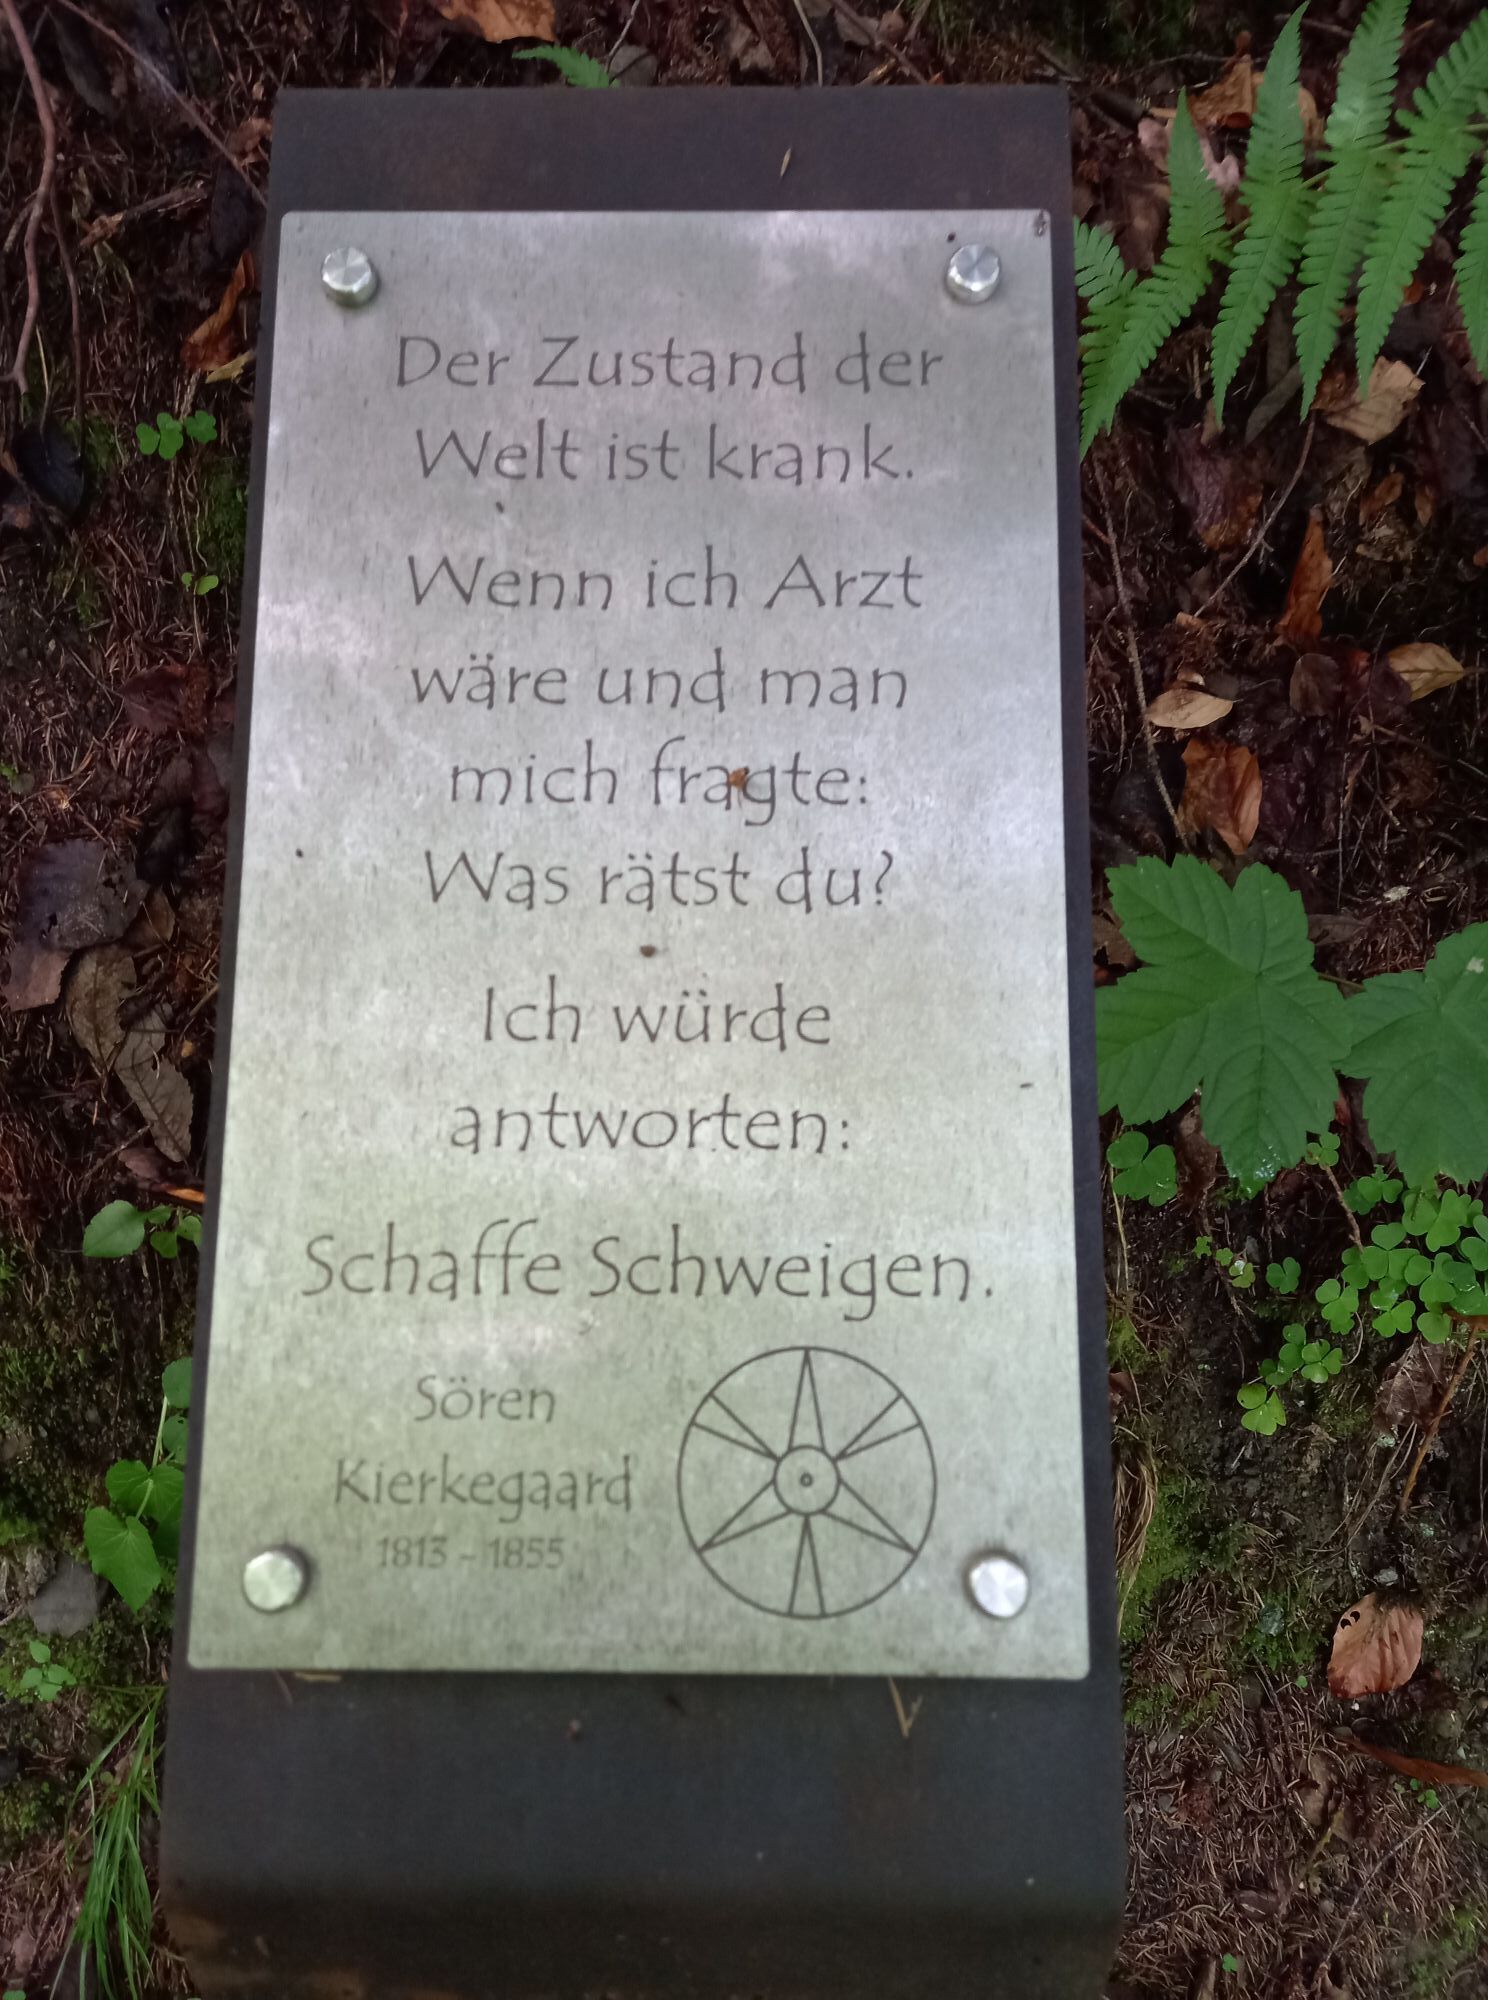 Der Zustand der
Welt ist krank.
Wenn ich Arzt
wäre und man
mich fragte:
Was rätst du?
Ich würde
antworten:
Schaffe Schweigen.
Sören
Kierkegaard
1813 - 1855